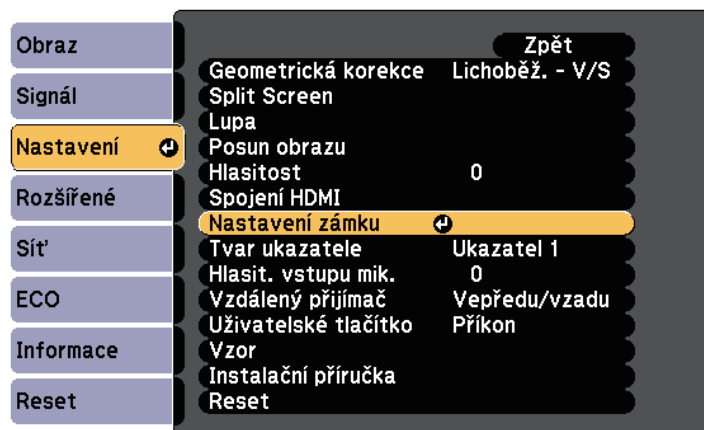 Obraz
Signál
Nastavení
Rozšířené
Síť
ECO
Informace
Reset
Zpět
Geometrická korekce Lichoběž. - V/S
Split Screen
Lupa
Posun obrazu
Hlasitost 0
Spojení HDMI
Nastavení zámku
Tvar ukazatele Ukazatel 1
Hlasit. vstupu mik. 0
Vzdálený přijímač Vepředu/vzadu
Uživatelské tlačítko Příkon
Vzor
Instalační příručka
Reset